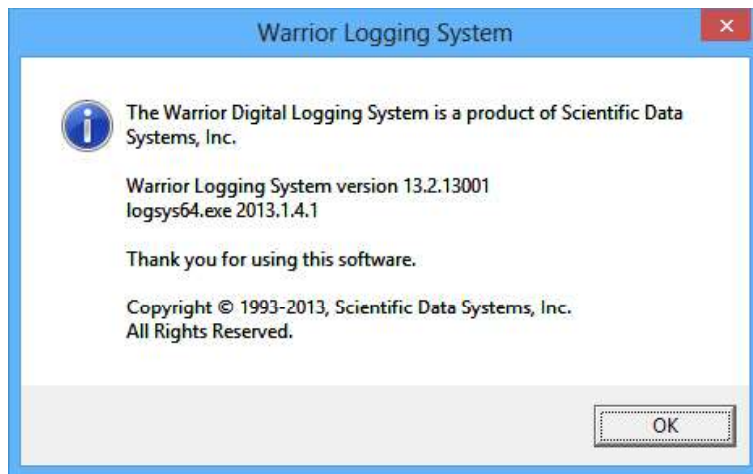 Warrior Logging System
The Warrior Digital Logging System is a product of Scientific Data
Systems, Inc.
Warrior Logging System version 13.2.13001
logsys64.exe 2013.1.4.1
Thank you for using this software.
Copyright © 1993-2013, Scientific Data Systems, Inc.
All Rights Reserved.
OK